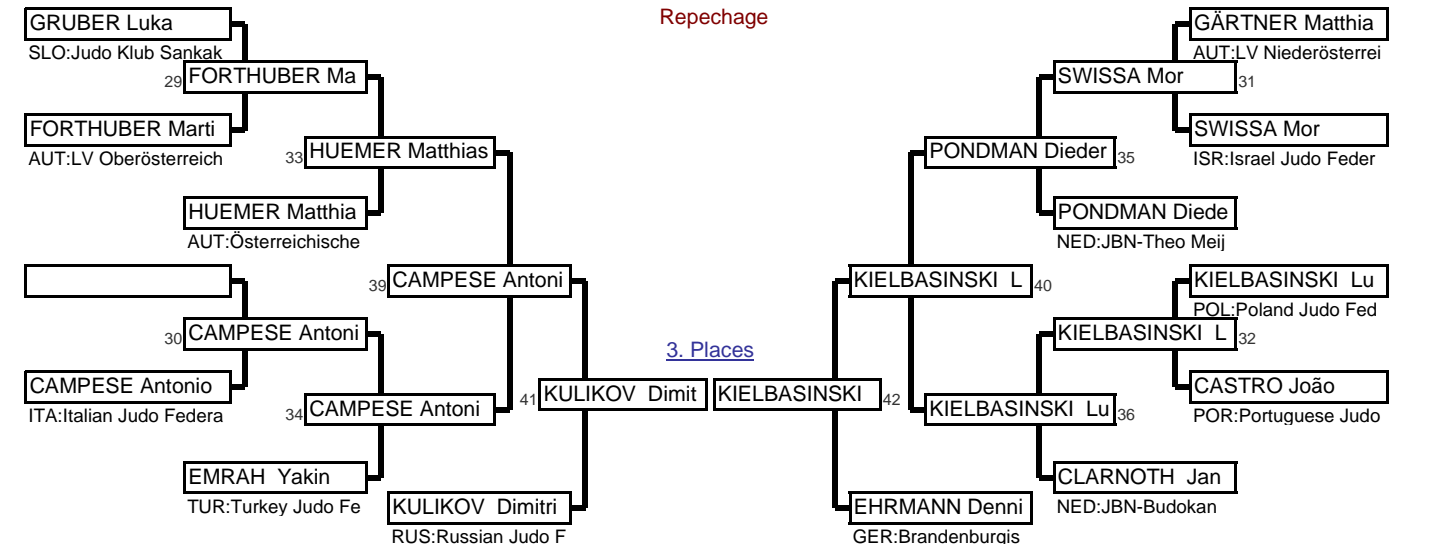 Repechage
GRUBER Luka
SLO:Judo Klub Sankak
29 FORTHUBER Ma
FORTHUBER Marti
AUT:LV Oberösterreich
33 HUEMER Matthias
HUEMER Matthia
AUT:Österreichische
39 CAMPESE Antoni
30 CAMPESE Antoni
CAMPESE Antonio
ITA:Italian Judo Federa
34 CAMPESE Antoni
EMRAH Yakin
TUR:Turkey Judo Fe
41 KULIKOV Dimit
KULIKOV Dimitri
RUS:Russian Judo F
3. Places
GÄRTNER Matthia
AUT:LV Niederösterrei
SWISSA Mor 31
SWISSA Mor
ISR:Israel Judo Feder
PONDMAN Dieder 35
PONDMAN Diede
NED:JBN-Theo Meij
KIELBASINSKI L 40
KIELBASINSKI Lu
POL:Poland Judo Fed
KIELBASINSKI L 32
CASTRO João
POR:Portuguese Judo
KIELBASINSKI 42
KIELBASINSKI Lu 36
CLARNOTH Jan
NED:JBN-Budokan
EHRMANN Denni
GER:Brandenburgis